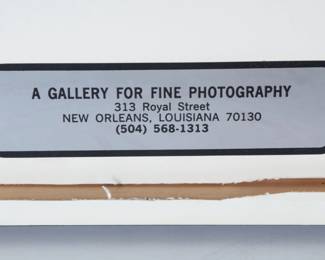 A GALLERY FOR FINE PHOTOGRAPHY
313 Royal Street
NEW ORLEANS, LOUISIANA 70130
(504) 568-1313